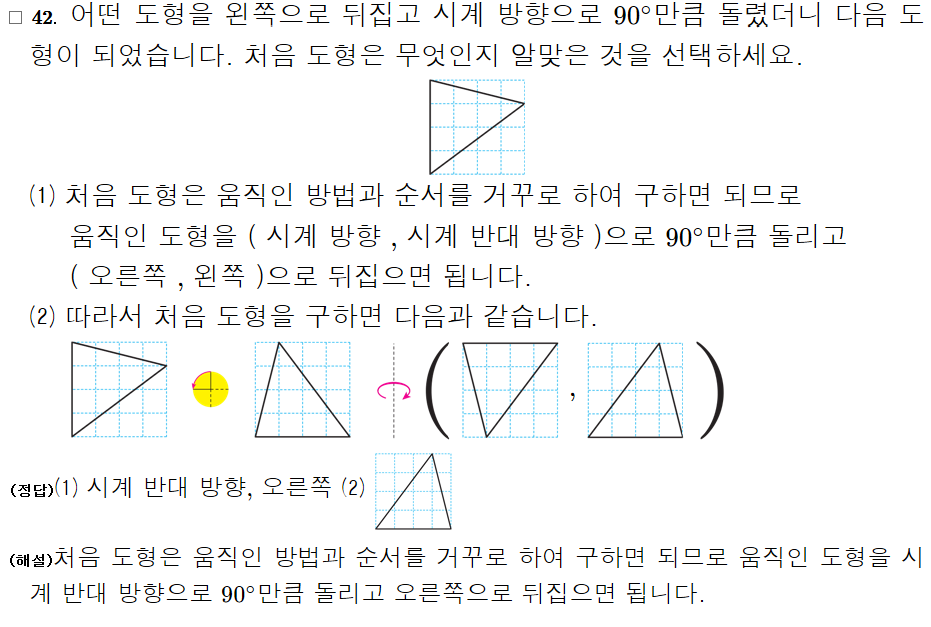 □ 42. 어떤 도형을 왼쪽으로 뒤집고 시계 방향으로 90°만큼 돌렸더니 다음 도
형이 되었습니다. 처음 도형은 무엇인지 알맞은 것을 선택하세요.
(1) 처음 도형은 움직인 방법과 순서를 거꾸로 하여 구하면 되므로
움직인 도형을 ( 시계 방향 , 시계 반대 방향 )으로 90°만큼 돌리고
( 오른쪽 , 왼쪽 )으로 뒤집으면 됩니다.
(2) 따라서 처음 도형을 구하면 다음과 같습니다.
( , )
(정답)(1) 시계 반대 방향, 오른쪽 (2)
(해설)처음 도형은 움직인 방법과 순서를 거꾸로 하여 구하면 되므로 움직인 도형을 시
계 반대 방향으로 90°만큼 돌리고 오른쪽으로 뒤집으면 됩니다.